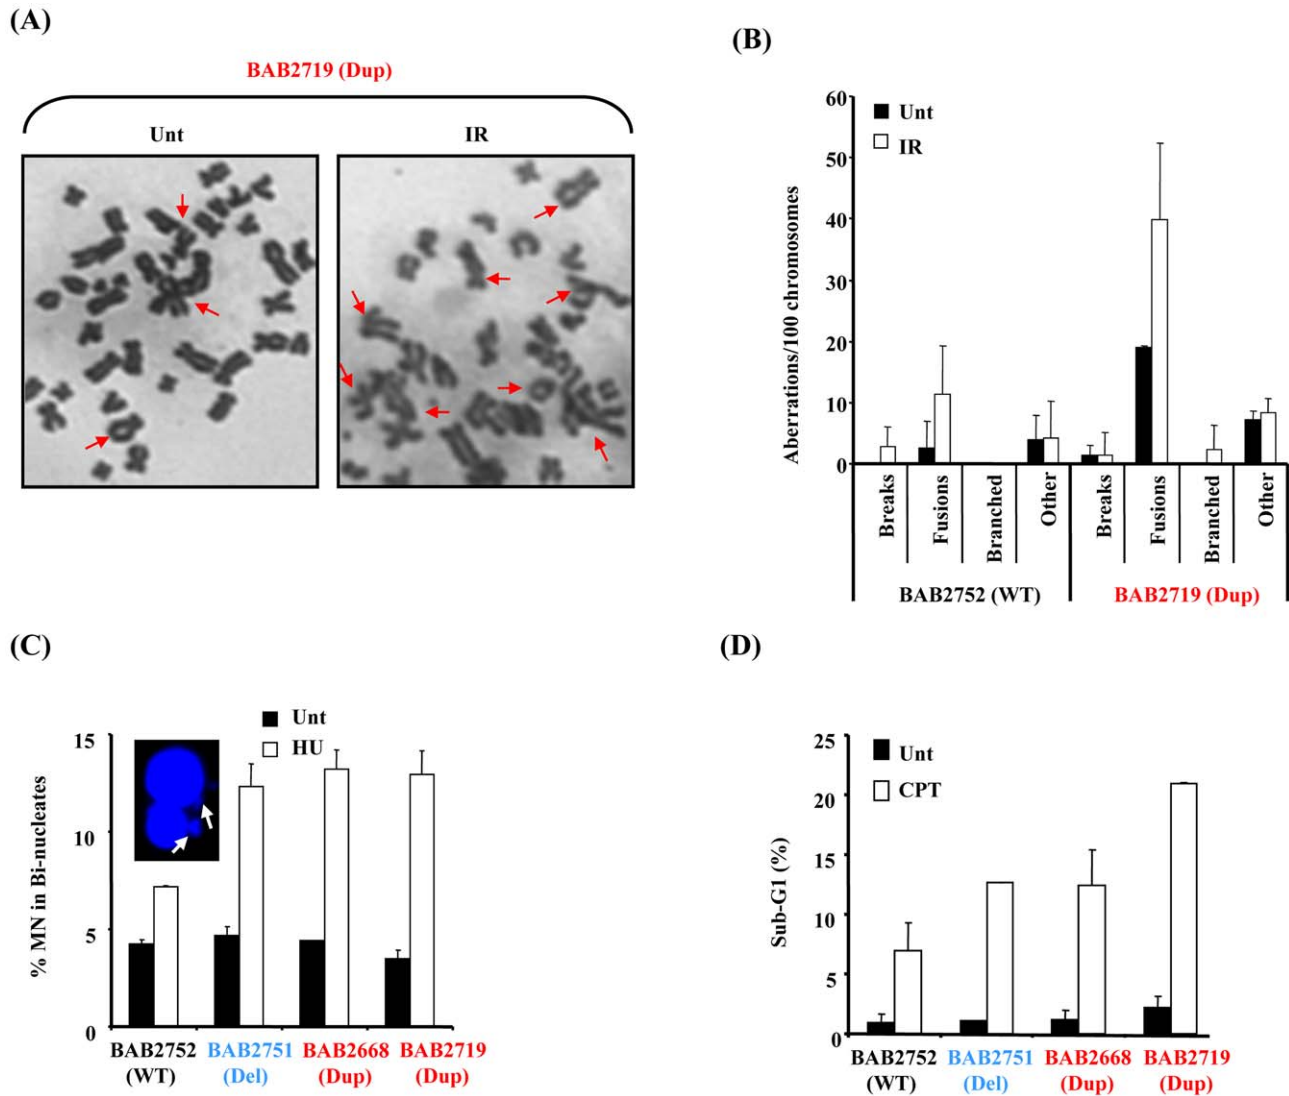 (A)
BAB2719 (Dup)
Unt
IR
(B)
Aberrations/100 chromosomes
60
50
40
30
20
10
0
Unt
IR
Breaks
Fusions
Branched
Other
Breaks
Fusions
Branched
Other
BAB2752 (WT)
BAB2719 (Dup)
(C)
% MN in Bi-nucleates
15
10
5
0
Unt
HU
BAB2752
(WT)
BAB2751
(Del)
BAB2668
(Dup)
BAB2719
(Dup)
(D)
Sub-G1 (%)
25
20
15
10
5
0
Unt
CPT
BAB2752
(WT)
BAB2751
(Del)
BAB2668
(Dup)
BAB2719
(Dup)